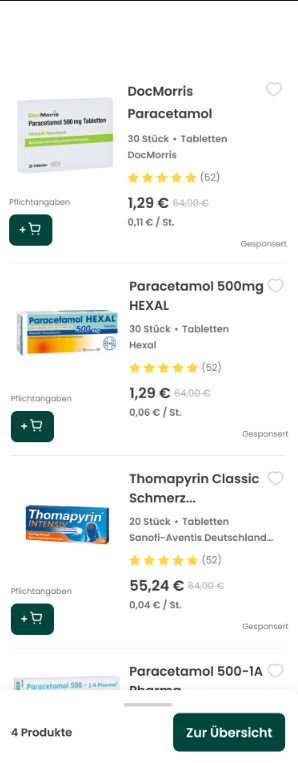 DocMorris
Paracetamol
30 Stück • Tabletten
DocMorris
(52)
1,29 € 64,90 €
0,11 € / St.
Gesponsert
DocMorris
Paracetamol 500 mg Tabletten
Pflichtangaben
+
Paracetamol 500mg
HEXAL
30 Stück • Tabletten
Hexal
(52)
1,29 € 64,90 €
0,06 € / St.
Gesponsert
Paracetamol HEXAL
500mg
Pflichtangaben
+
Thomapyrin Classic
Schmerz...
20 Stück • Tabletten
Sanofi-Aventis Deutschland...
(52)
55,24 € 64,90 €
0,04 € / St.
Gesponsert
Thomapyrin
INTENSIV
Pflichtangaben
+
Paracetamol 500-1A
Pharma
Paracetamol 500 - 1 A Pharma
4 Produkte
Zur Übersicht